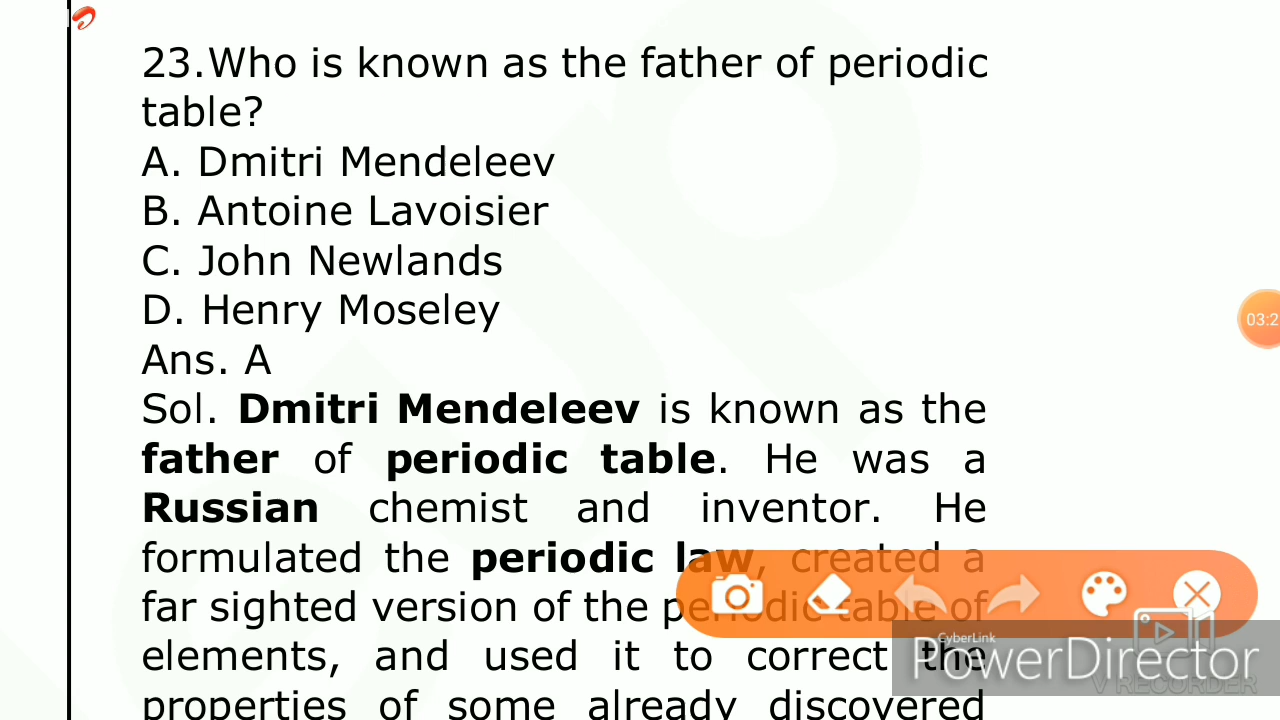 23.Who is known as the father of periodic
table?
A. Dmitri Mendeleev
B. Antoine Lavoisier
C. John Newlands
D. Henry Moseley
Ans. A
Sol. Dmitri Mendeleev is known as the
father of periodic table. He was a
Russian chemist and inventor. He
formulated the periodic law, created a
far sighted version of the periodic table of
elements, and used it to correct the
properties of some already discovered
03:2
CyberLink
PowerDirector
V RECORDER